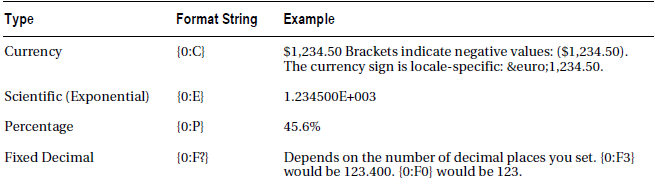 Type Format String Example
Currency {0:C} $1,234.50 Brackets indicate negative values: ($1,234.50).
The currency sign is locale-specific: &euro;1,234.50.
Scientific (Exponential) {0:E} 1.234500E+003
Percentage {0:P} 45.6%
Fixed Decimal {0:F?} Depends on the number of decimal places you set. {0:F3}
would be 123.400. {0:F0} would be 123.